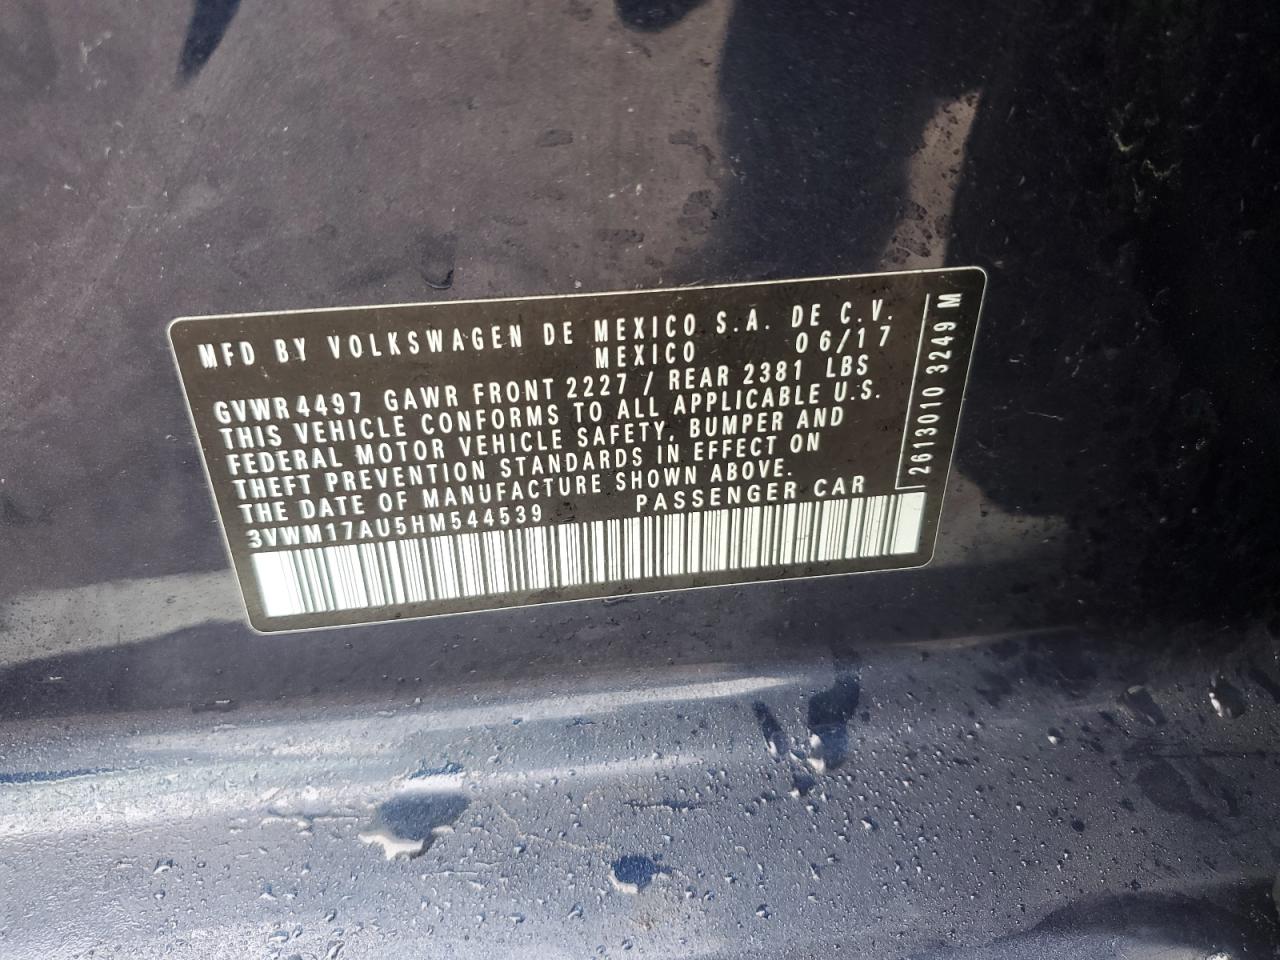 MFD BY VOLKSWAGEN DE MEXICO S.A. DE C.V.
MEXICO 06/17
GVWR 4497 GAWR FRONT 2227 / REAR 2381 LBS
THIS VEHICLE CONFORMS TO ALL APPLICABLE U.S.
FEDERAL MOTOR VEHICLE SAFETY, BUMPER AND
THEFT PREVENTION STANDARDS IN EFFECT ON
THE DATE OF MANUFACTURE SHOWN ABOVE.
3VWM17AU5HM544539 PASSENGER CAR
2613010 3249 M